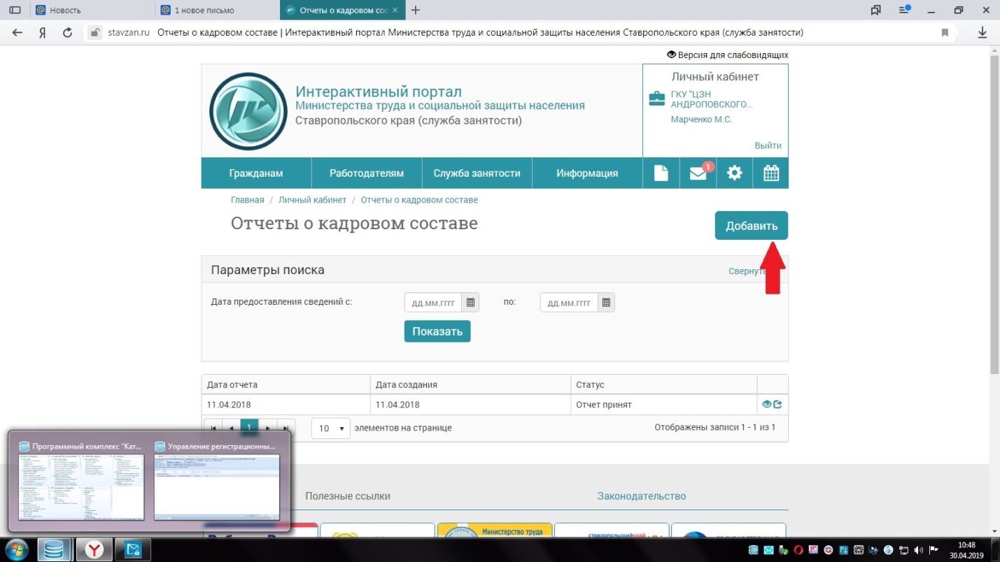 Новость
1 новое письмо
Отчеты о кадровом сос
stavzan.ru Отчеты о кадровом составе | Интерактивный портал Министерства труда и социальной защиты населения Ставропольского края (служба занятости)
Версия для слабовидящих
Интерактивный портал
Министерства труда и социальной защиты населения
Ставропольского края (служба занятости)
Личный кабинет
ГКУ "ЦЗН
АНДРОПОВСКОГО...
Марченко М.С.
Выйти
Гражданам Работодателям Служба занятости Информация 1
Главная / Личный кабинет / Отчеты о кадровом составе
Отчеты о кадровом составе
Добавить
Параметры поиска
Свернуть
Дата предоставления сведений с: дд.мм.гггг по: дд.мм.гггг
Показать
Дата отчета Дата создания Статус
11.04.2018 11.04.2018 Отчет принят
1 10 элементов на странице Отображены записи 1 - 1 из 1
Программный комплекс "Кат... Управление регистрационны...
Полезные ссылки Законодательство
Министерство труда
ставропольскийкрай
10:48
30.04.2019